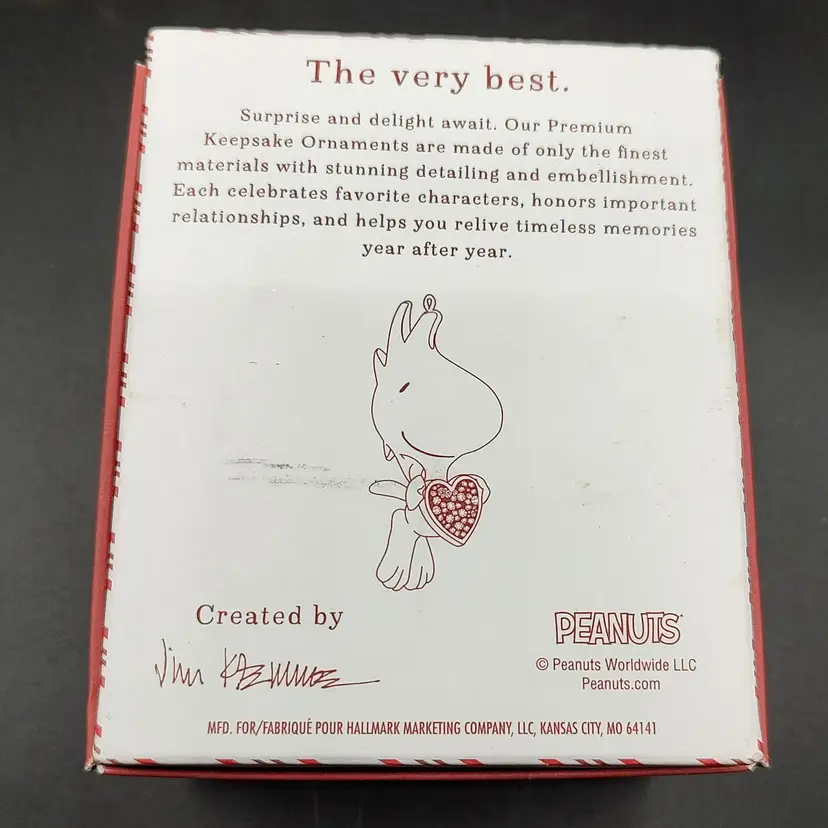 The very best.
Surprise and delight await. Our Premium
Keepsake Ornaments are made of only the finest
materials with stunning detailing and embellishment.
Each celebrates favorite characters, honors important
relationships, and helps you relive timeless memories
year after year.
Created by
Jim Kemme
PEANUTS
© Peanuts Worldwide LLC
Peanuts.com
MFD. FOR/FABRIQUÉ POUR HALLMARK MARKETING COMPANY, LLC, KANSAS CITY, MO 64141